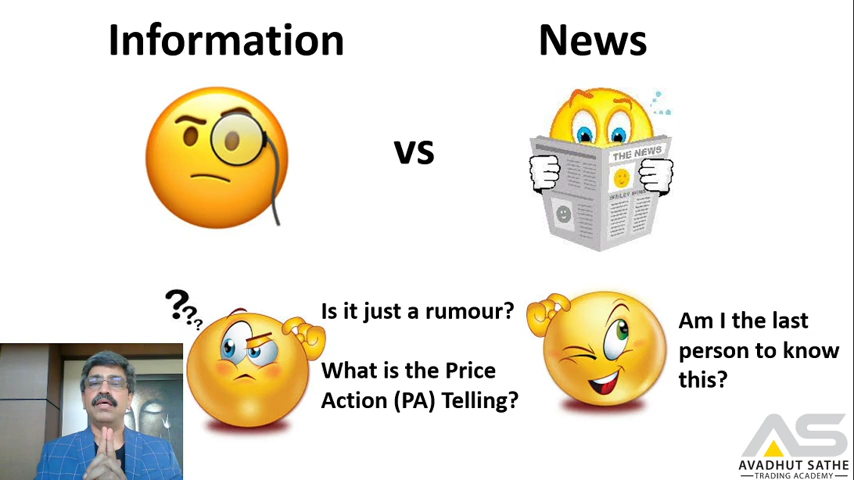 Information
News
vs
THE NEWS
???
Is it just a rumour?
What is the Price
Action (PA) Telling?
Am I the last
person to know
this?
AS
AVADHUT SATHE
TRADING ACADEMY